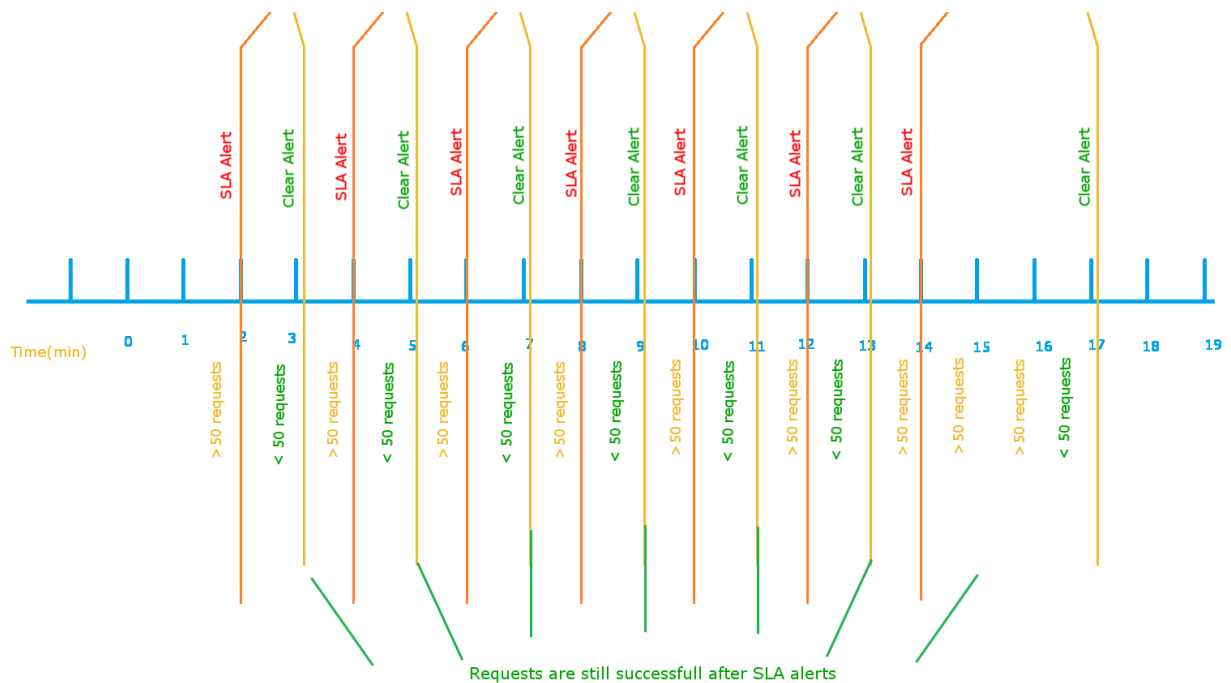 SLA Alert
Clear Alert
SLA Alert
Clear Alert
SLA Alert
Clear Alert
SLA Alert
Clear Alert
SLA Alert
Clear Alert
SLA Alert
Clear Alert
SLA Alert
Clear Alert
Time(min)
0
1
2
3
4
5
6
7
8
9
10
11
12
13
14
15
16
17
18
19
> 50 requests
< 50 requests
> 50 requests
< 50 requests
> 50 requests
< 50 requests
> 50 requests
< 50 requests
> 50 requests
< 50 requests
> 50 requests
< 50 requests
> 50 requests
> 50 requests
> 50 requests
< 50 requests
Requests are still successfull after SLA alerts